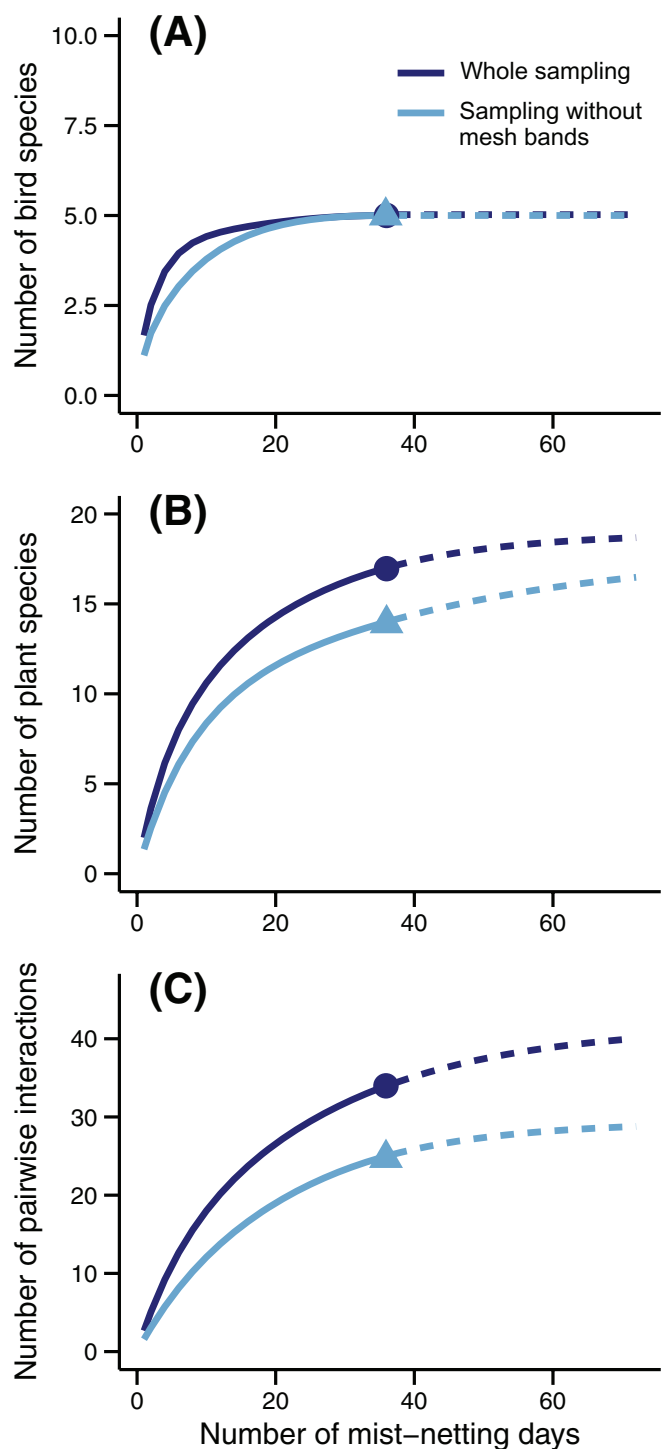 (A)
Whole sampling
Sampling without
mesh bands
Number of bird species
10.0
7.5
5.0
2.5
0.0
0 20 40 60
(B)
Number of plant species
20
15
10
5
0
0 20 40 60
(C)
Number of pairwise interactions
40
30
20
10
0
0 20 40 60
Number of mist−netting days